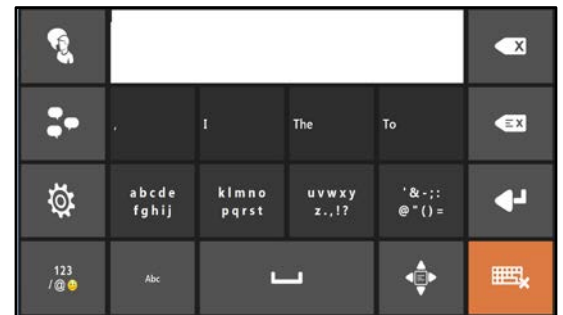 X
X
, I The To
a b c d e k l m n o u v w x y ' & - ; :
f g h i j p q r s t z . , ! ? @ " ( ) =
123 Abc
/ @